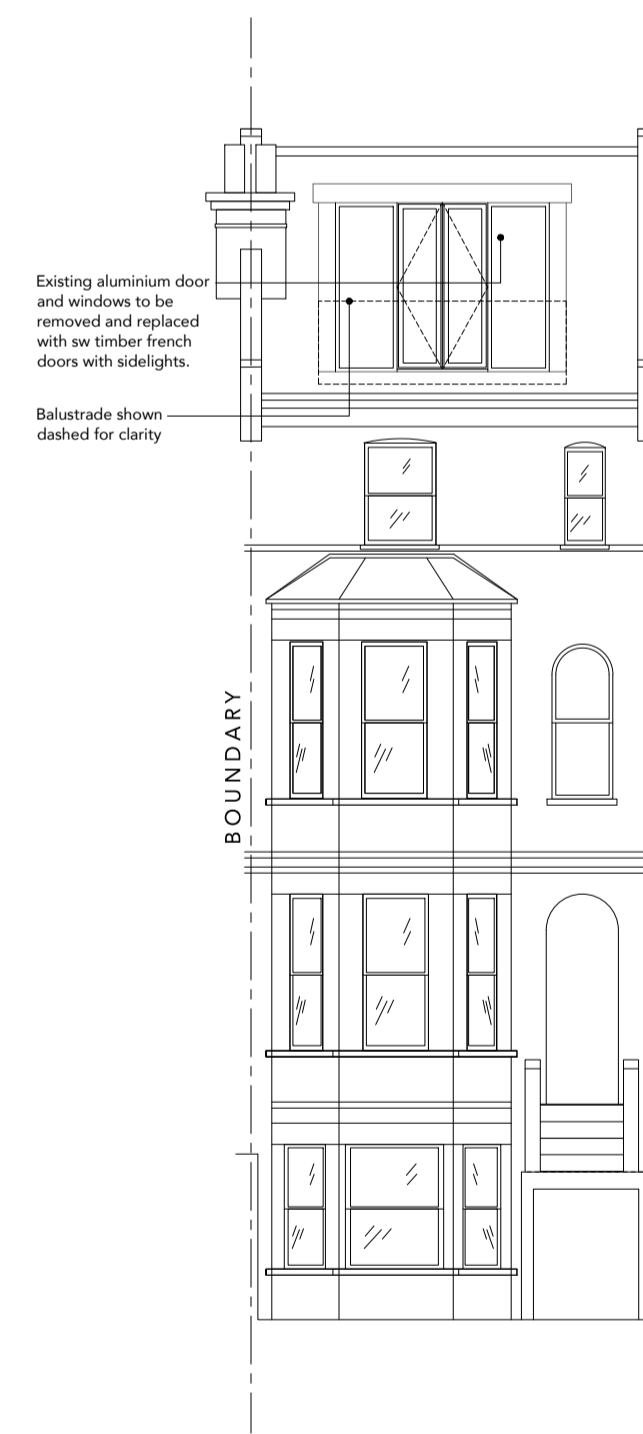 Existing aluminium door
and windows to be
removed and replaced
with sw timber french
doors with sidelights.
Balustrade shown
dashed for clarity
BOUNDARY